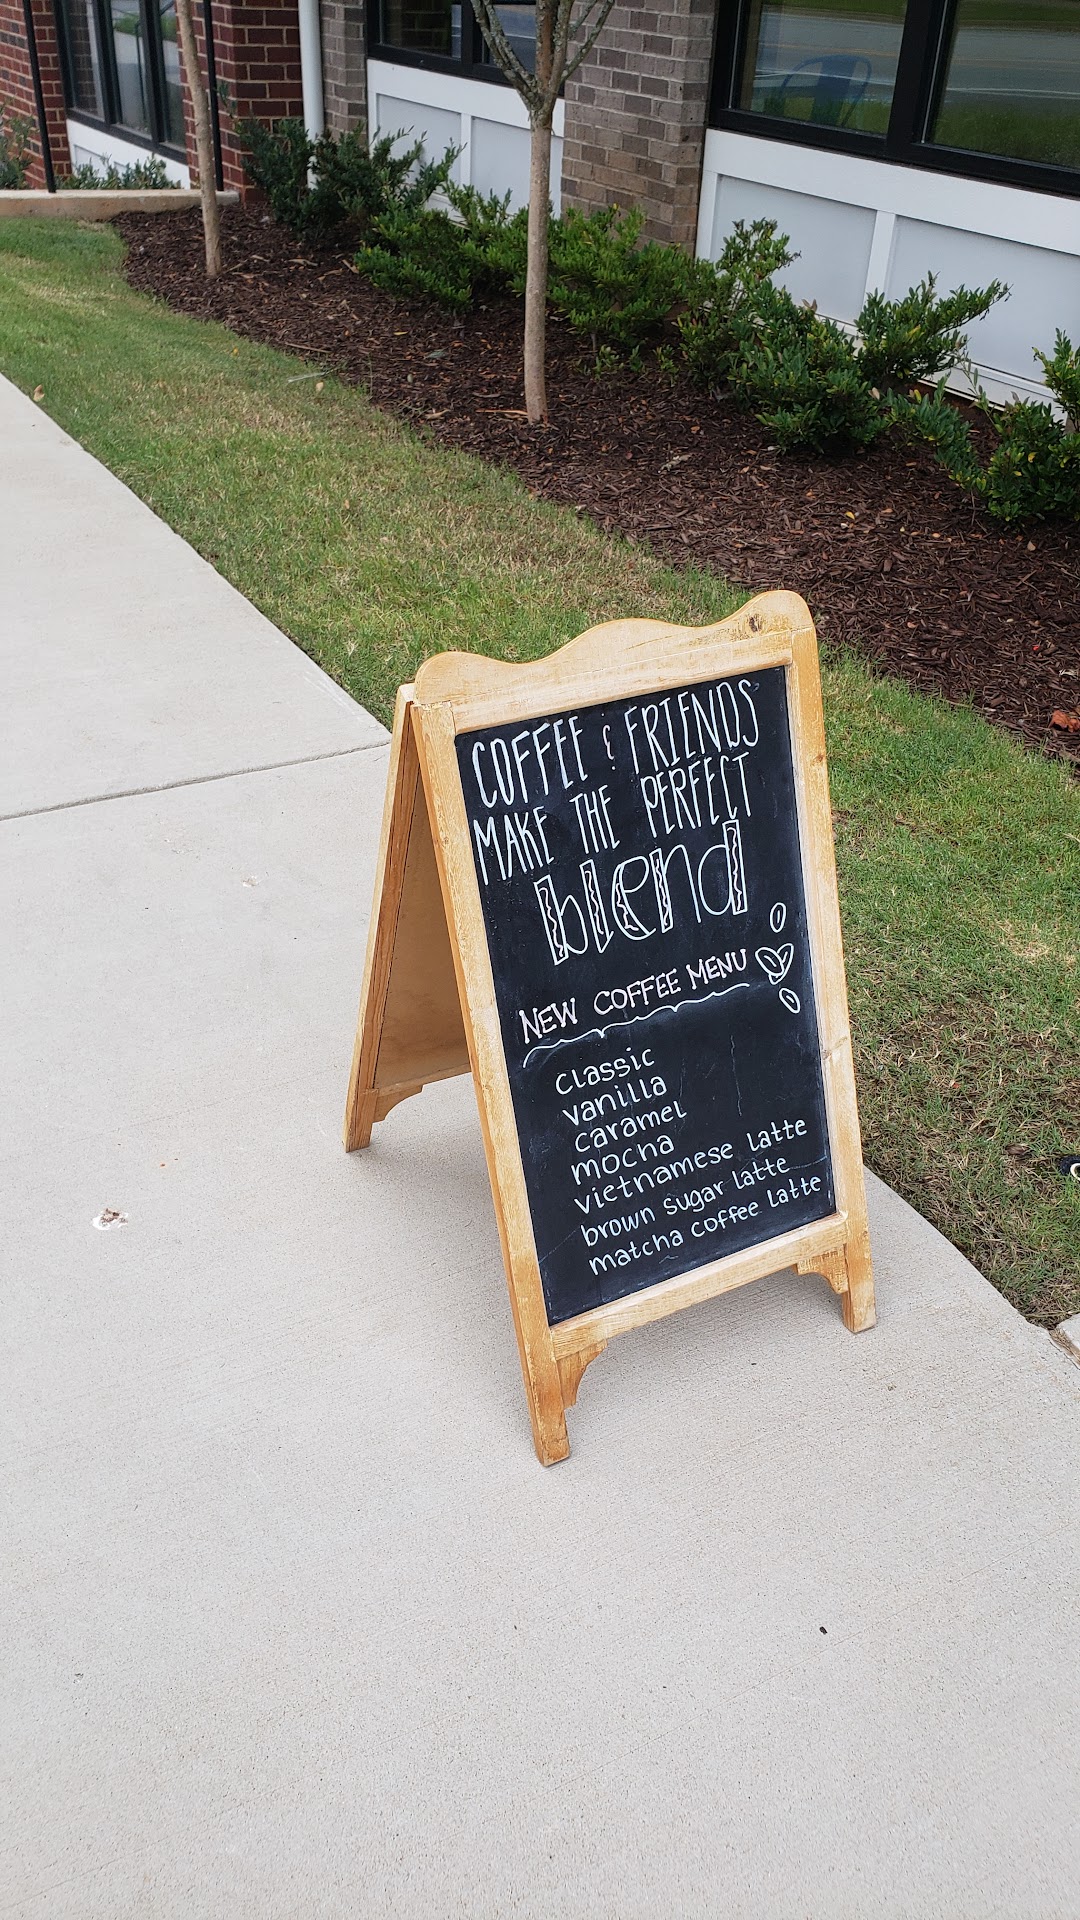 COFFEE & FRIENDS
MAKE THE PERFECT
blend
NEW COFFEE MENU
classic
vanilla
caramel
mocha
vietnamese latte
brown sugar latte
matcha coffee latte